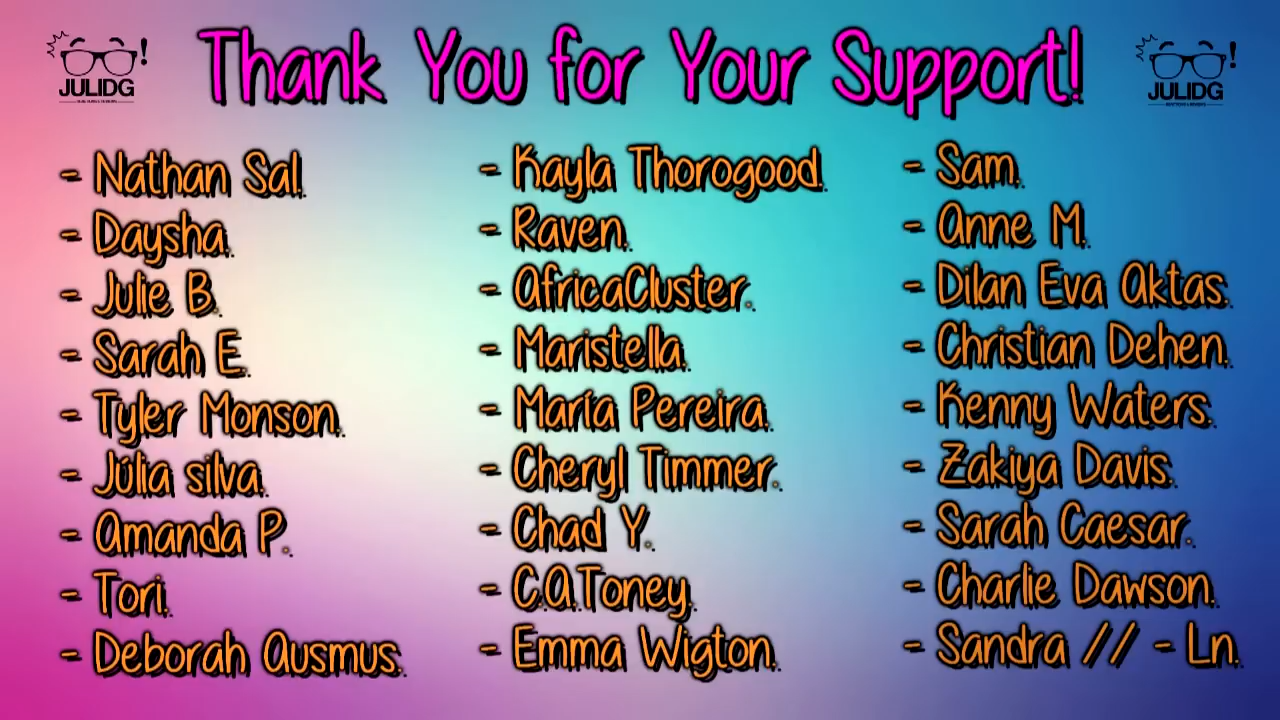 Thank You for Your Support!
JULIDG
JULIDG
- Nathan Sal.
- Daysha.
- Julie B.
- Sarah E.
- Tyler Monson.
- Júlia silva.
- Amanda P.
- Tori.
- Deborah Ausmus.
- Kayla Thorogood.
- Raven.
- AfricaCluster.
- Maristella.
- María Pereira.
- Cheryl Timmer.
- Chad Y.
- C.A.Toney.
- Emma Wigton.
- Sam.
- Anne M.
- Dilan Eva Aktas.
- Christian Dehen.
- Kenny Waters.
- Zakiya Davis.
- Sarah Caesar.
- Charlie Dawson.
- Sandra // - Ln.